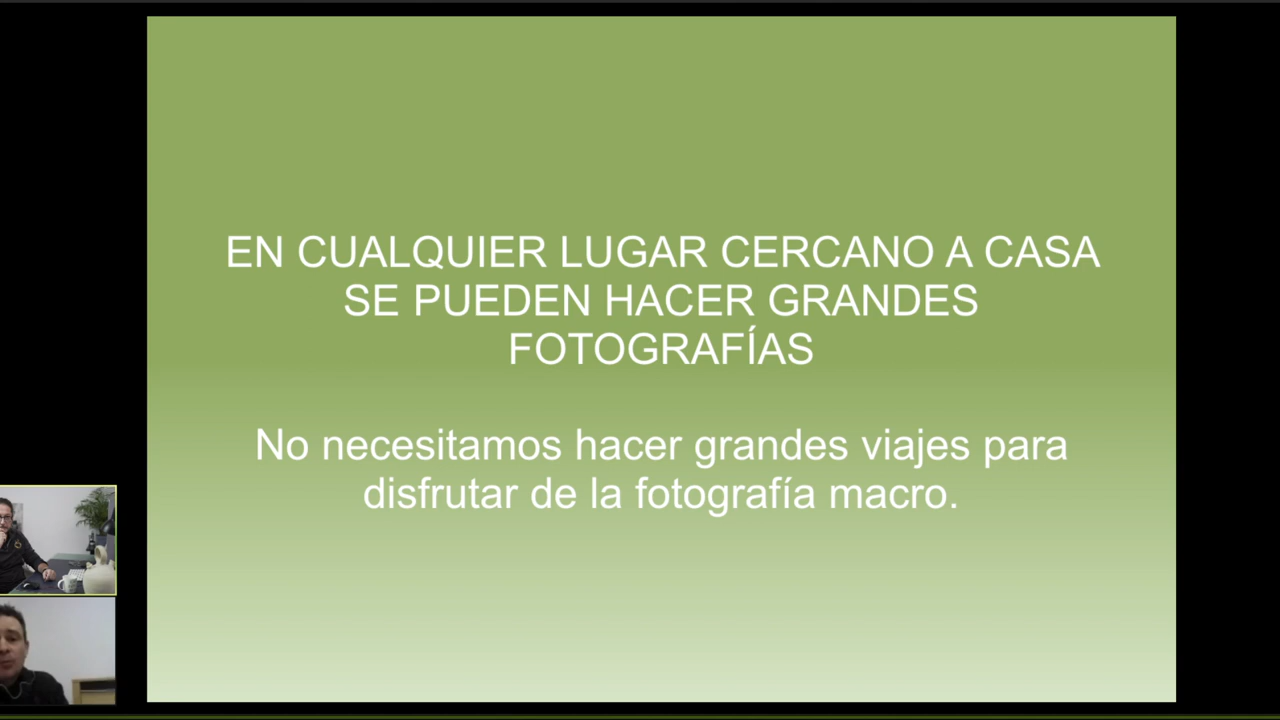 EN CUALQUIER LUGAR CERCANO A CASA
SE PUEDEN HACER GRANDES
FOTOGRAFÍAS
No necesitamos hacer grandes viajes para
disfrutar de la fotografía macro.